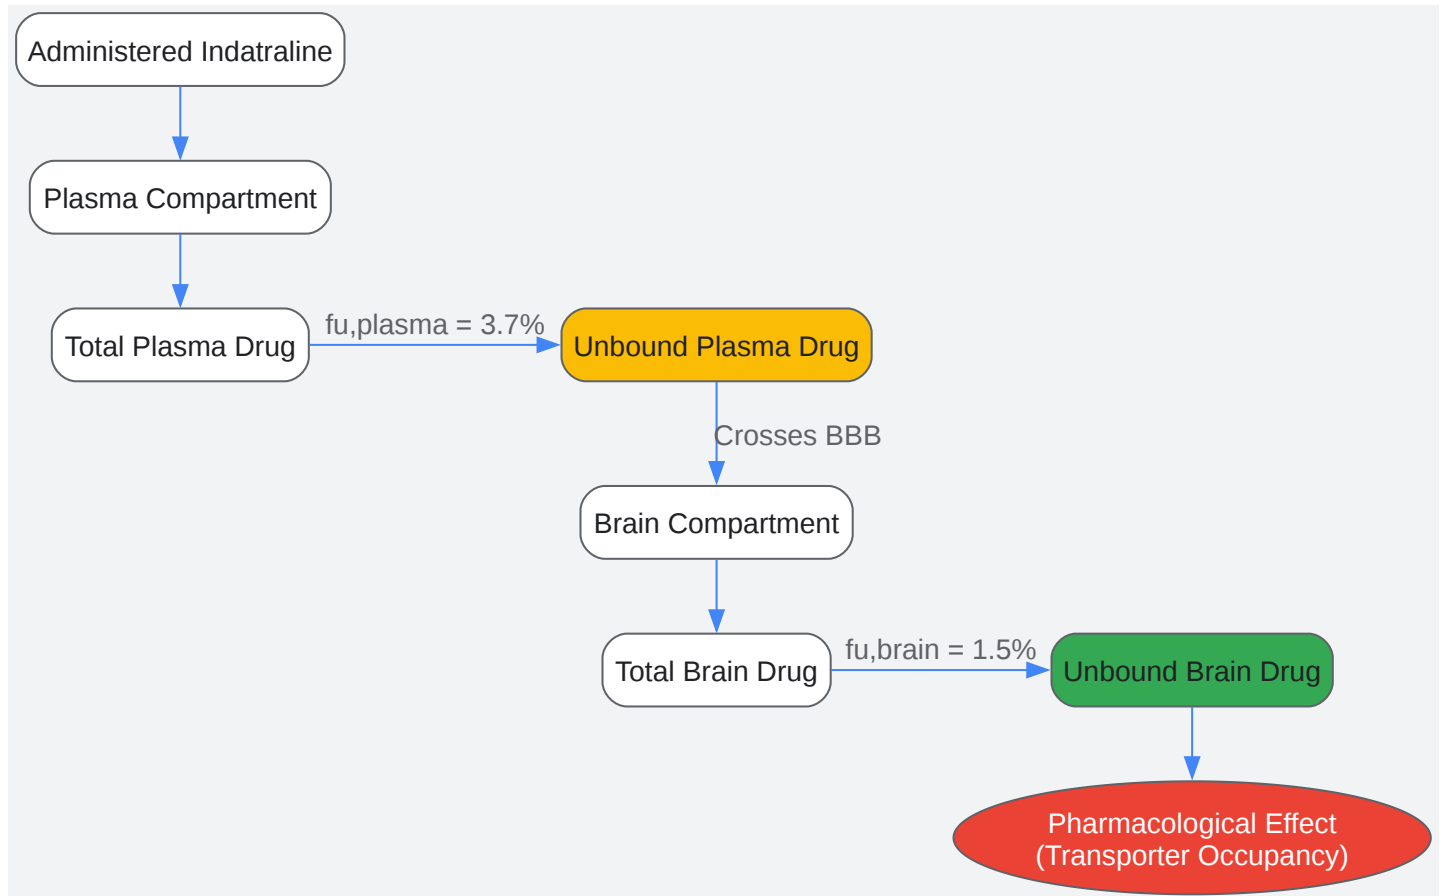 Administered Indatraline
Plasma Compartment
Total Plasma Drug
fu,plasma = 3.7%
Unbound Plasma Drug
Crosses BBB
Brain Compartment
Total Brain Drug
fu,brain = 1.5%
Unbound Brain Drug
Pharmacological Effect
(Transporter Occupancy)